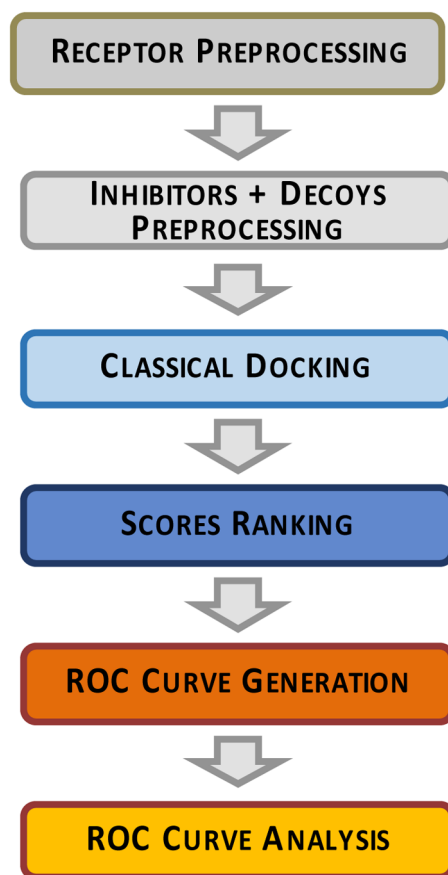 RECEPTOR PREPROCESSING
INHIBITORS + DECOYS
PREPROCESSING
CLASSICAL DOCKING
SCORES RANKING
ROC CURVE GENERATION
ROC CURVE ANALYSIS